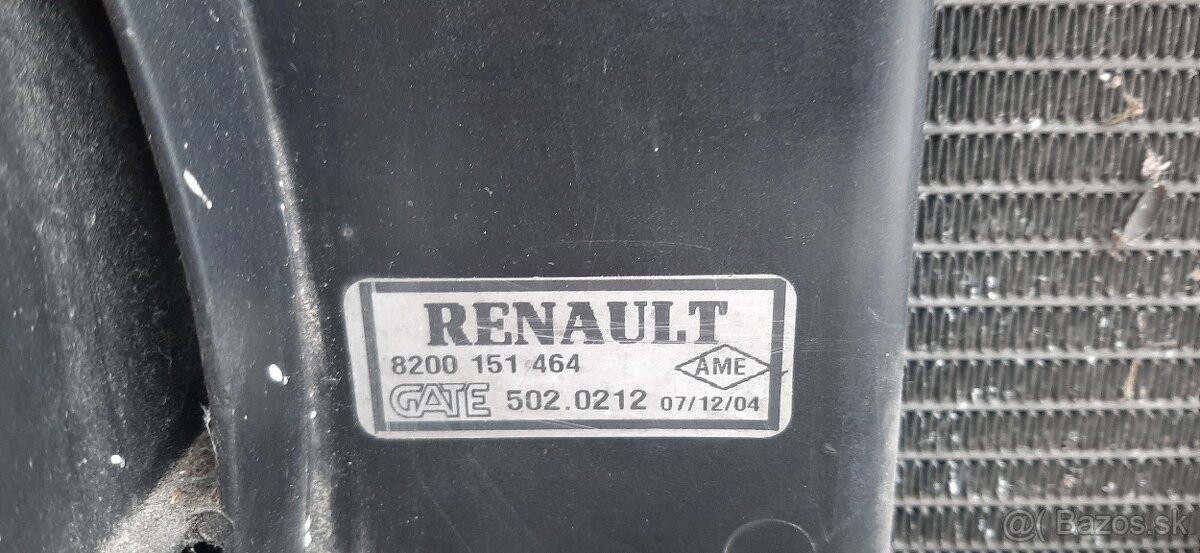 RENAULT
8200 151 464 AME
GATE 502.0212 07/12/04
@( Bazos.sk